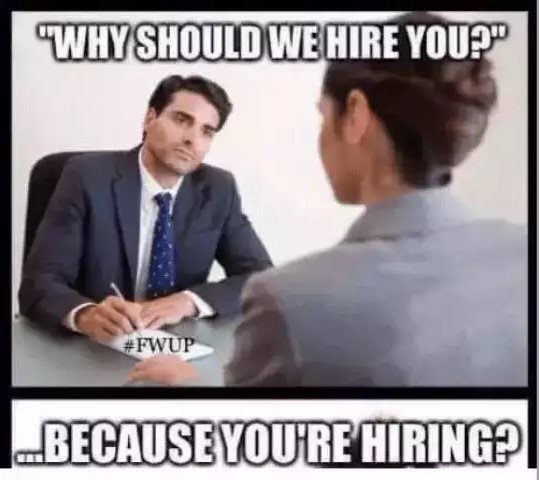 "WHY SHOULD WE HIRE YOU?"
#FWUP
...BECAUSE YOU'RE HIRING?